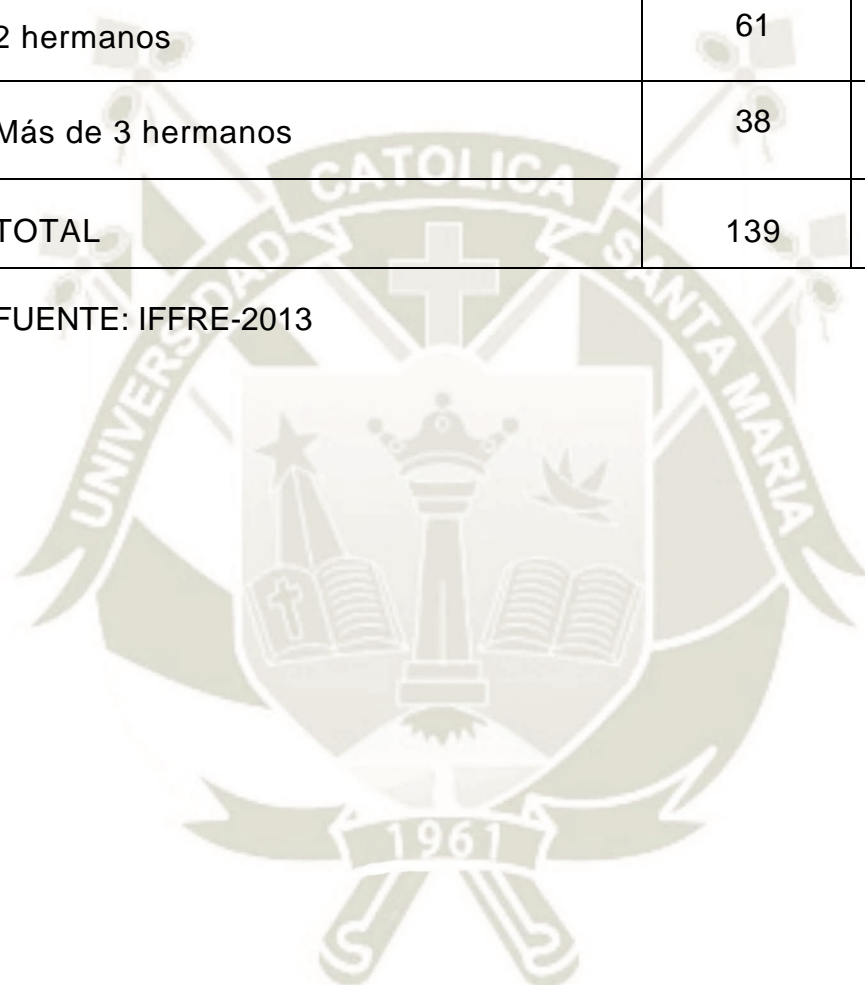 2 hermanos 61
Más de 3 hermanos 38
TOTAL 139
FUENTE: IFFRE-2013
UNIVERSIDAD CATOLICA SANTA MARIA
1961